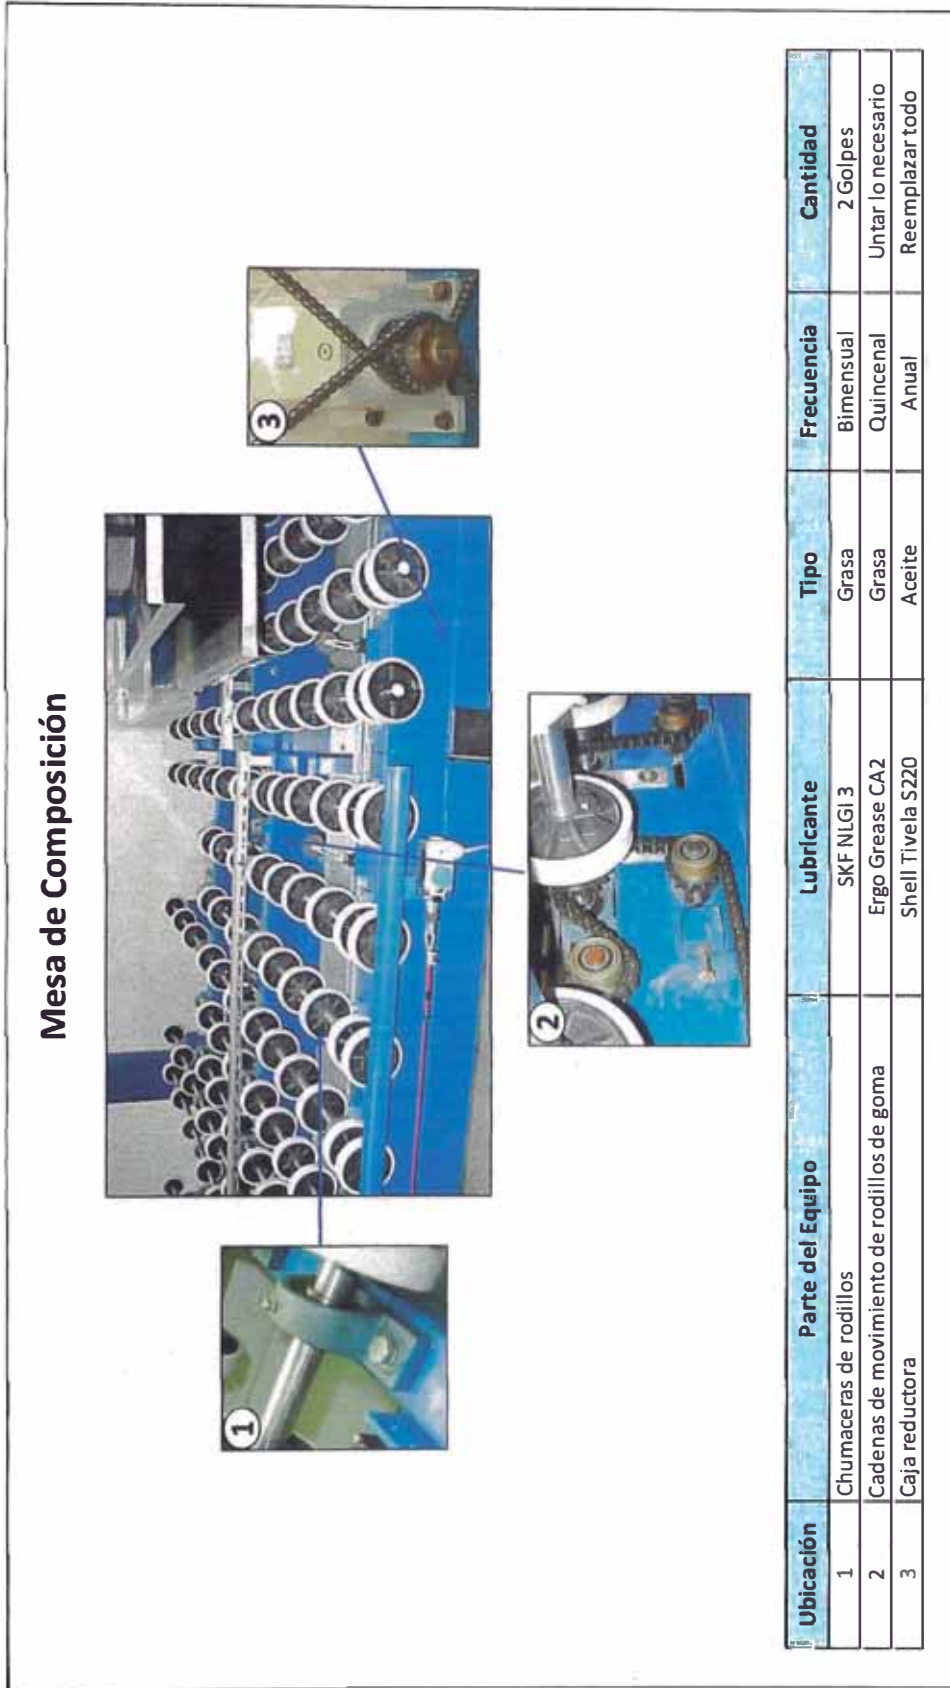 Mesa de Composición
1
2
3
Ubicación Parte del Equipo Lubricante Tipo Frecuencia Cantidad
1 Chumaceras de rodillos SKF NLGI 3 Grasa Bimensual 2 Golpes
2 Cadenas de movimiento de rodillos de goma Ergo Grease CA2 Grasa Quincenal Untar lo necesario
3 Caja reductora Shell Tivela S220 Aceite Anual Reemplazar todo